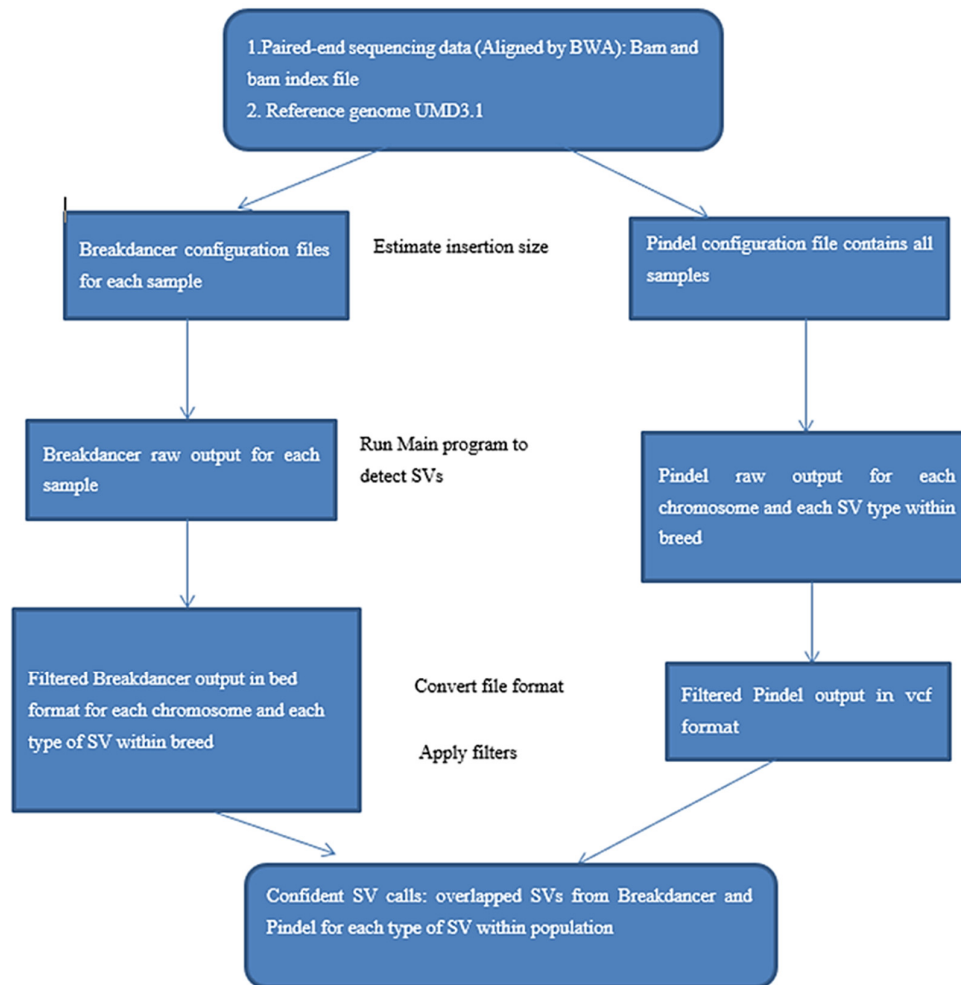 1.Paired-end sequencing data (Aligned by BWA): Bam and
bam index file
2. Reference genome UMD3.1
Breakdancer configuration files
for each sample
Estimate insertion size
Pindel configuration file contains all
samples
Breakdancer raw output for each
sample
Run Main program to
detect SVs
Pindel raw output for each
chromosome and each SV type within
breed
Filtered Breakdancer output in bed
format for each chromosome and each
type of SV within breed
Convert file format
Apply filters
Filtered Pindel output in vcf
format
Confident SV calls: overlapped SVs from Breakdancer and
Pindel for each type of SV within population